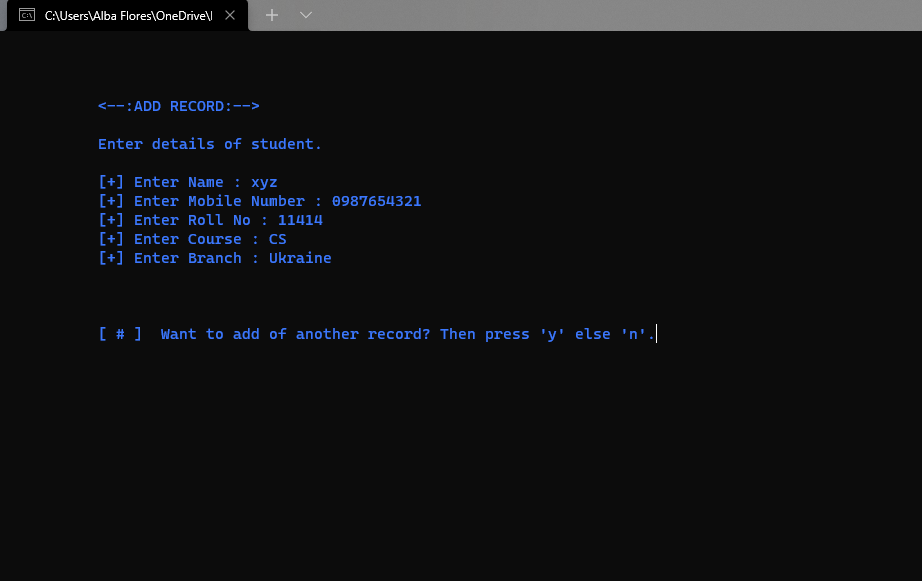 C:\Users\Alba Flores\OneDrive\
<--:ADD RECORD:-->
Enter details of student.
[+] Enter Name : xyz
[+] Enter Mobile Number : 0987654321
[+] Enter Roll No : 11414
[+] Enter Course : CS
[+] Enter Branch : Ukraine
[ # ]  Want to add of another record? Then press 'y' else 'n'.